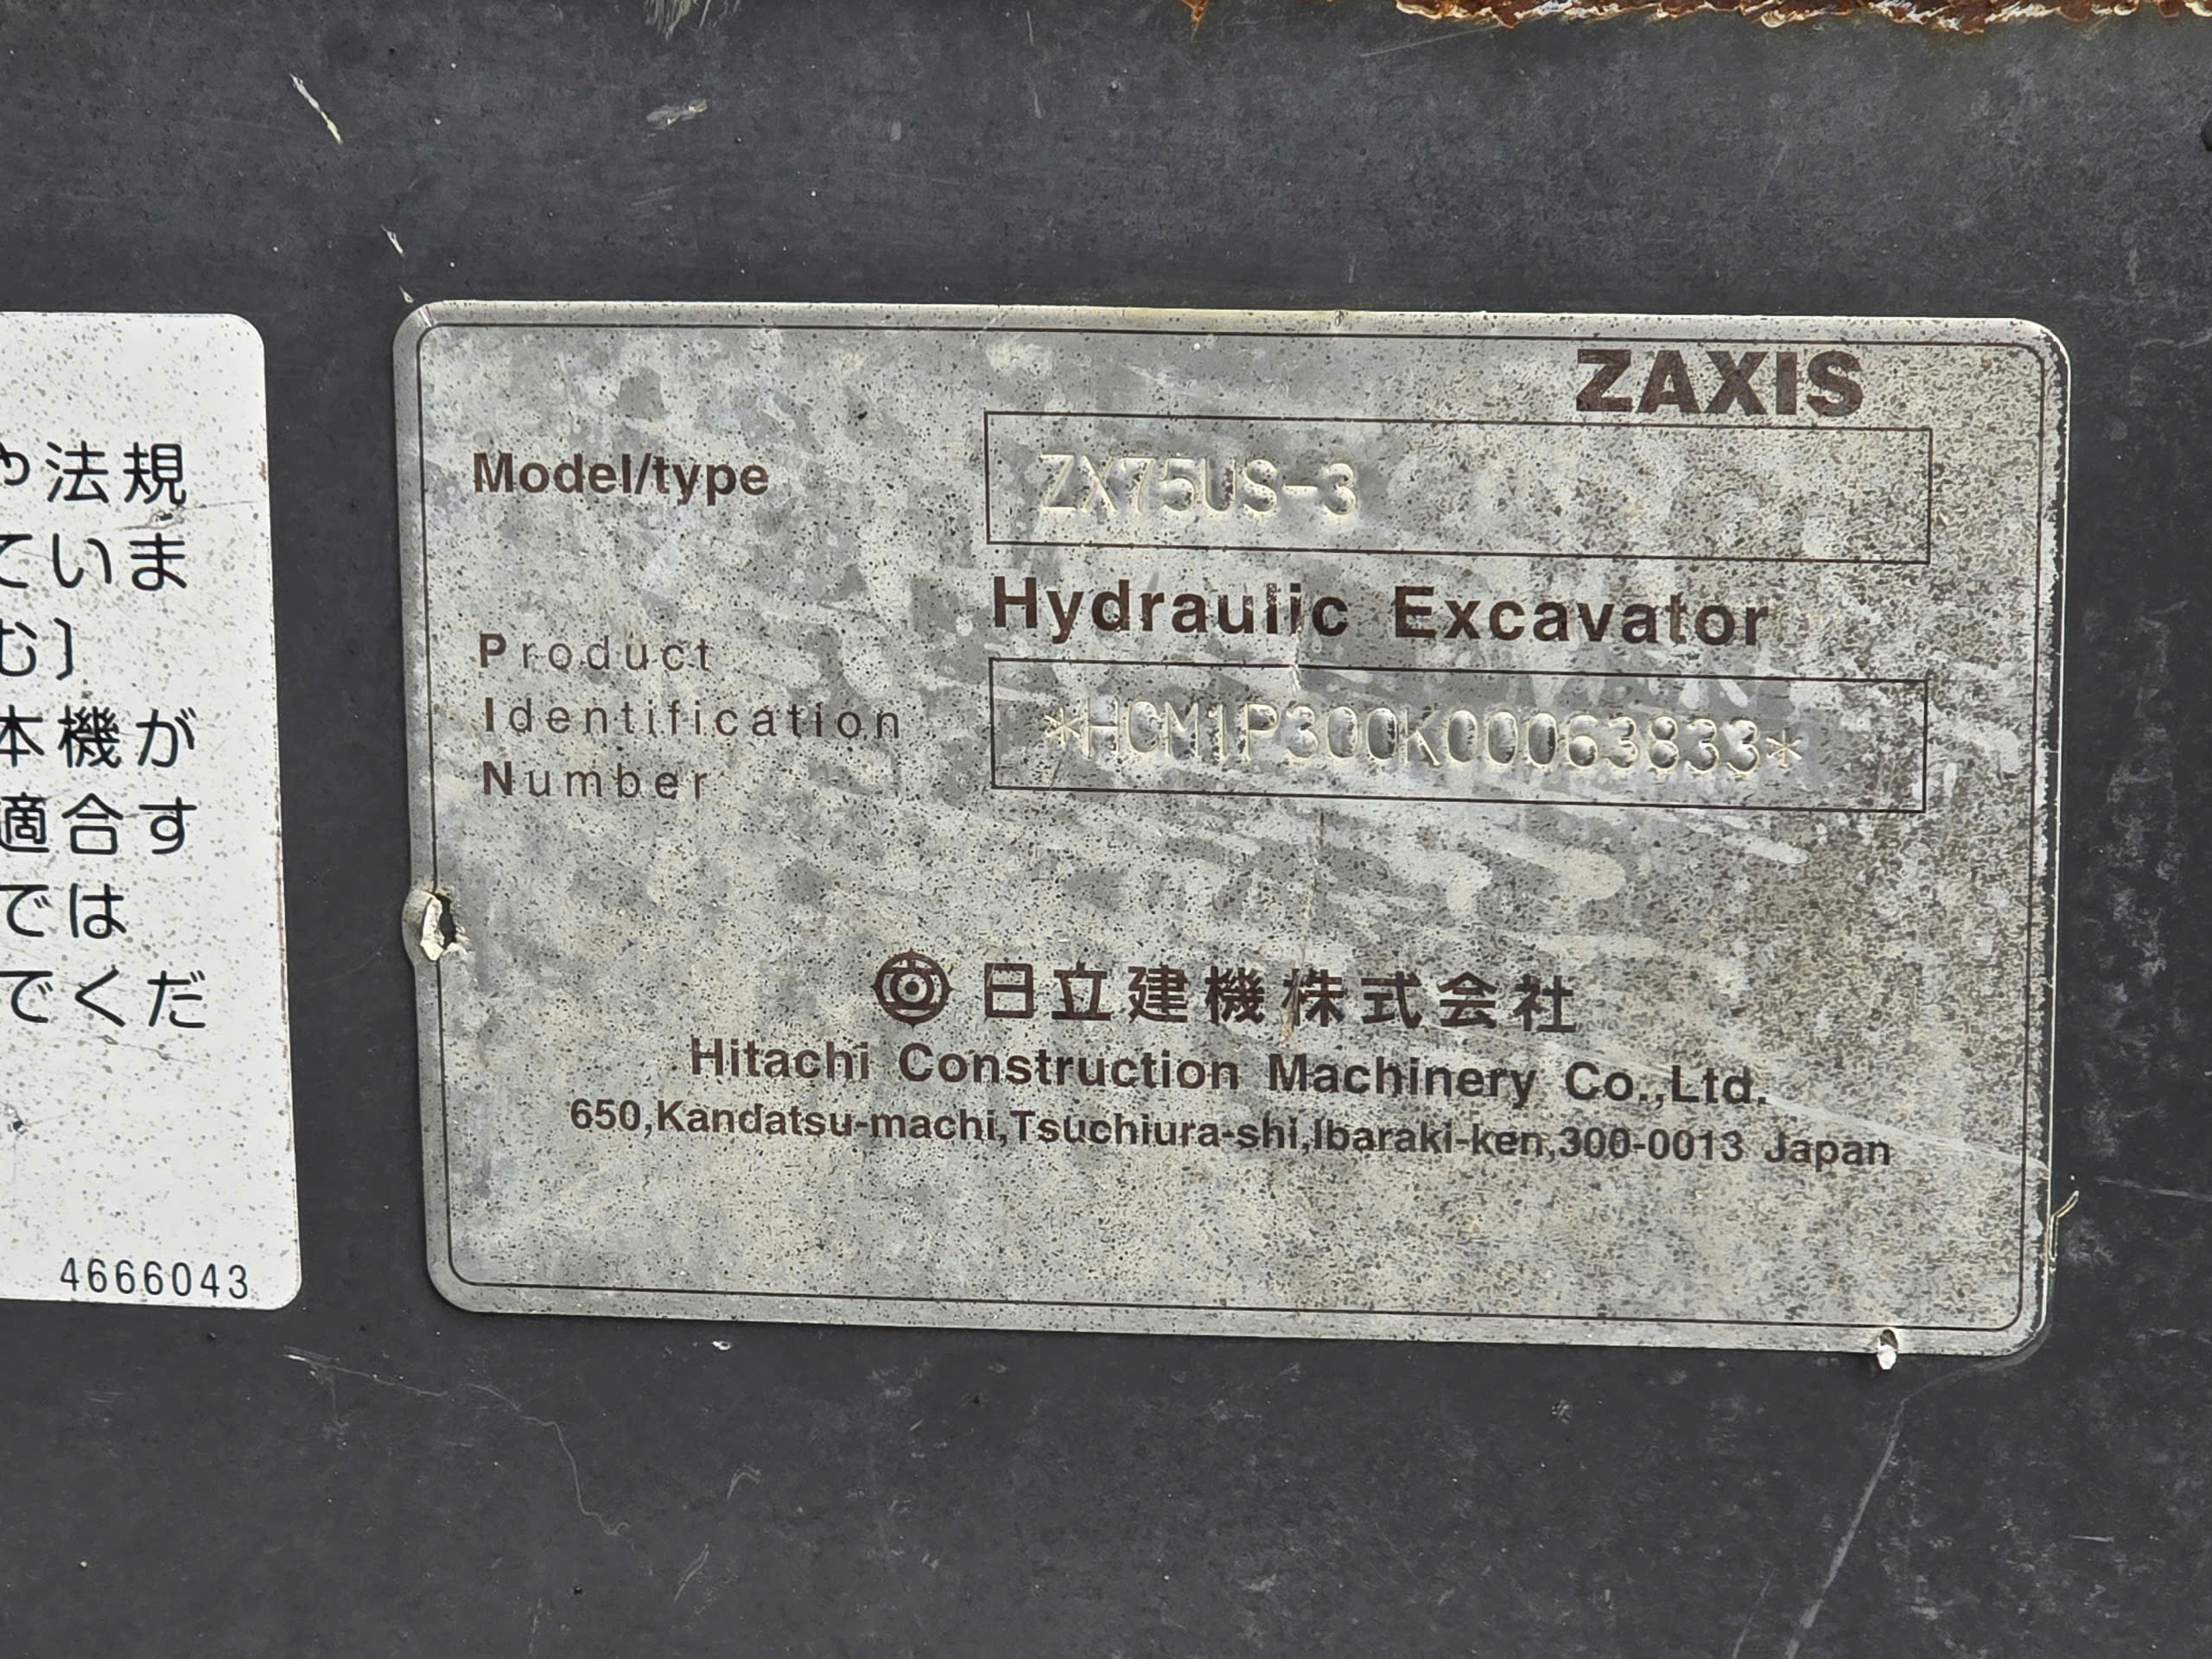 や法規
ていま
む〕
本機が
適合す
では
でくだ
4666043
ZAXIS
Model/type ZX75US-3
Hydraulic Excavator
Product
Identification
Number
*HCM1P300K00063833*
日立建機株式会社
Hitachi Construction Machinery Co.,Ltd.
650,Kandatsu-machi,Tsuchiura-shi,Ibaraki-ken,300-0013 Japan